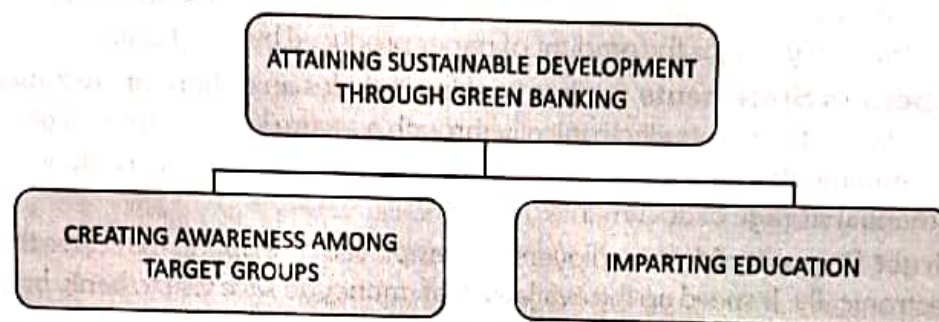 ATTAINING SUSTAINABLE DEVELOPMENT
THROUGH GREEN BANKING
CREATING AWARENESS AMONG
TARGET GROUPS
IMPARTING EDUCATION